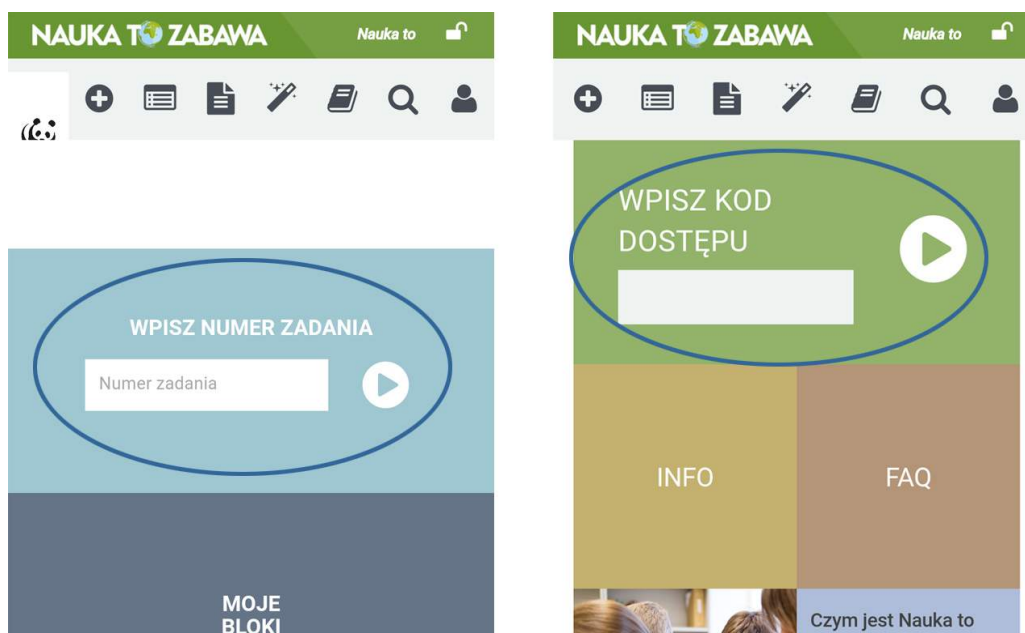 NAUKA TO ZABAWA
Nauka to
WPISZ NUMER ZADANIA
Numer zadania
MOJE
BLOKI
NAUKA TO ZABAWA
Nauka to
WPISZ KOD
DOSTĘPU
INFO
FAQ
Czym jest Nauka to